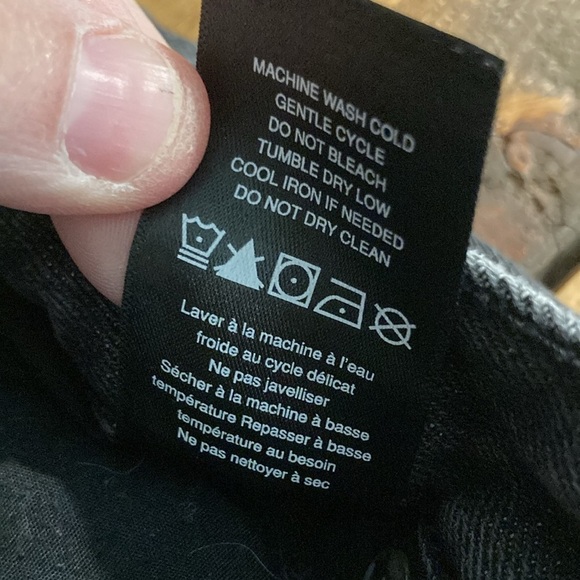 MACHINE WASH COLD
GENTLE CYCLE
DO NOT BLEACH
TUMBLE DRY LOW
COOL IRON IF NEEDED
DO NOT DRY CLEAN
Laver à la machine à l'eau
froide au cycle délicat
Ne pas javelliser
Sécher à la machine à basse
température Repasser à basse
température au besoin
Ne pas nettoyer à sec